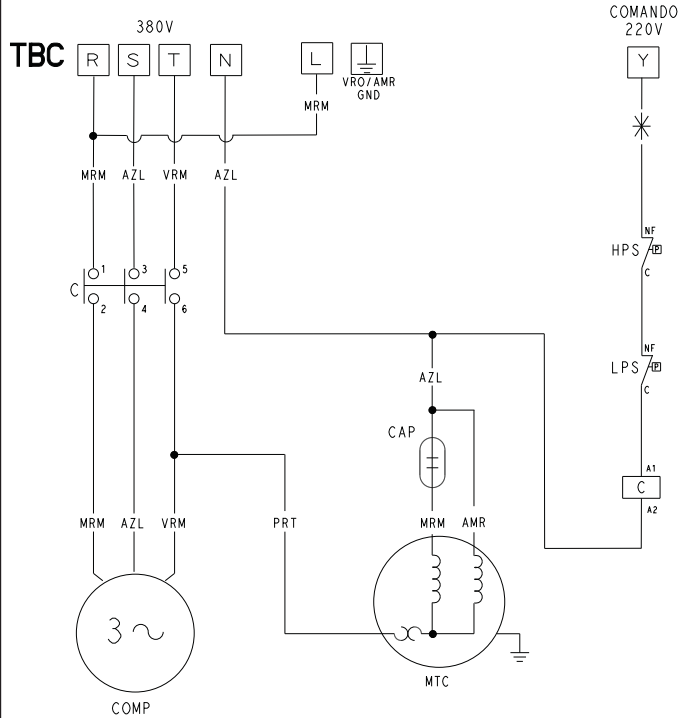 COMANDO
220V
380V
TBC R S T N L Y
VRO/AMR
GND
MRM
MRM AZL VRM AZL
NF
HPS P
C
1 3 5
C
2 4 6
NF
LPS P
C
AZL
CAP
A1
C
A2
MRM AZL VRM PRT MRM AMR
3
MTC
COMP